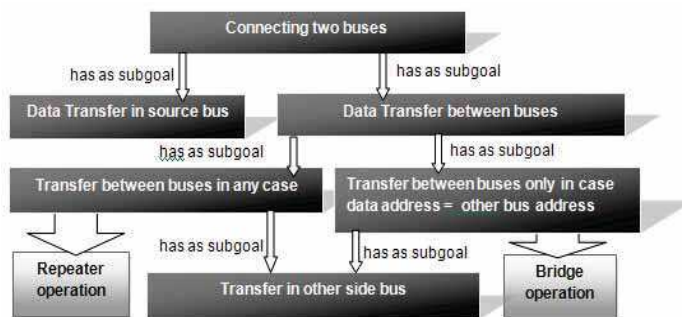 Connecting two buses
has as subgoal
has as subgoal
Data Transfer in source bus
Data Transfer between buses
has as subgoal
has as subgoal
Transfer between buses in any case
Transfer between buses only in case
data address = other bus address
has as subgoal
has as subgoal
Repeater
operation
Transfer in other side bus
Bridge
operation